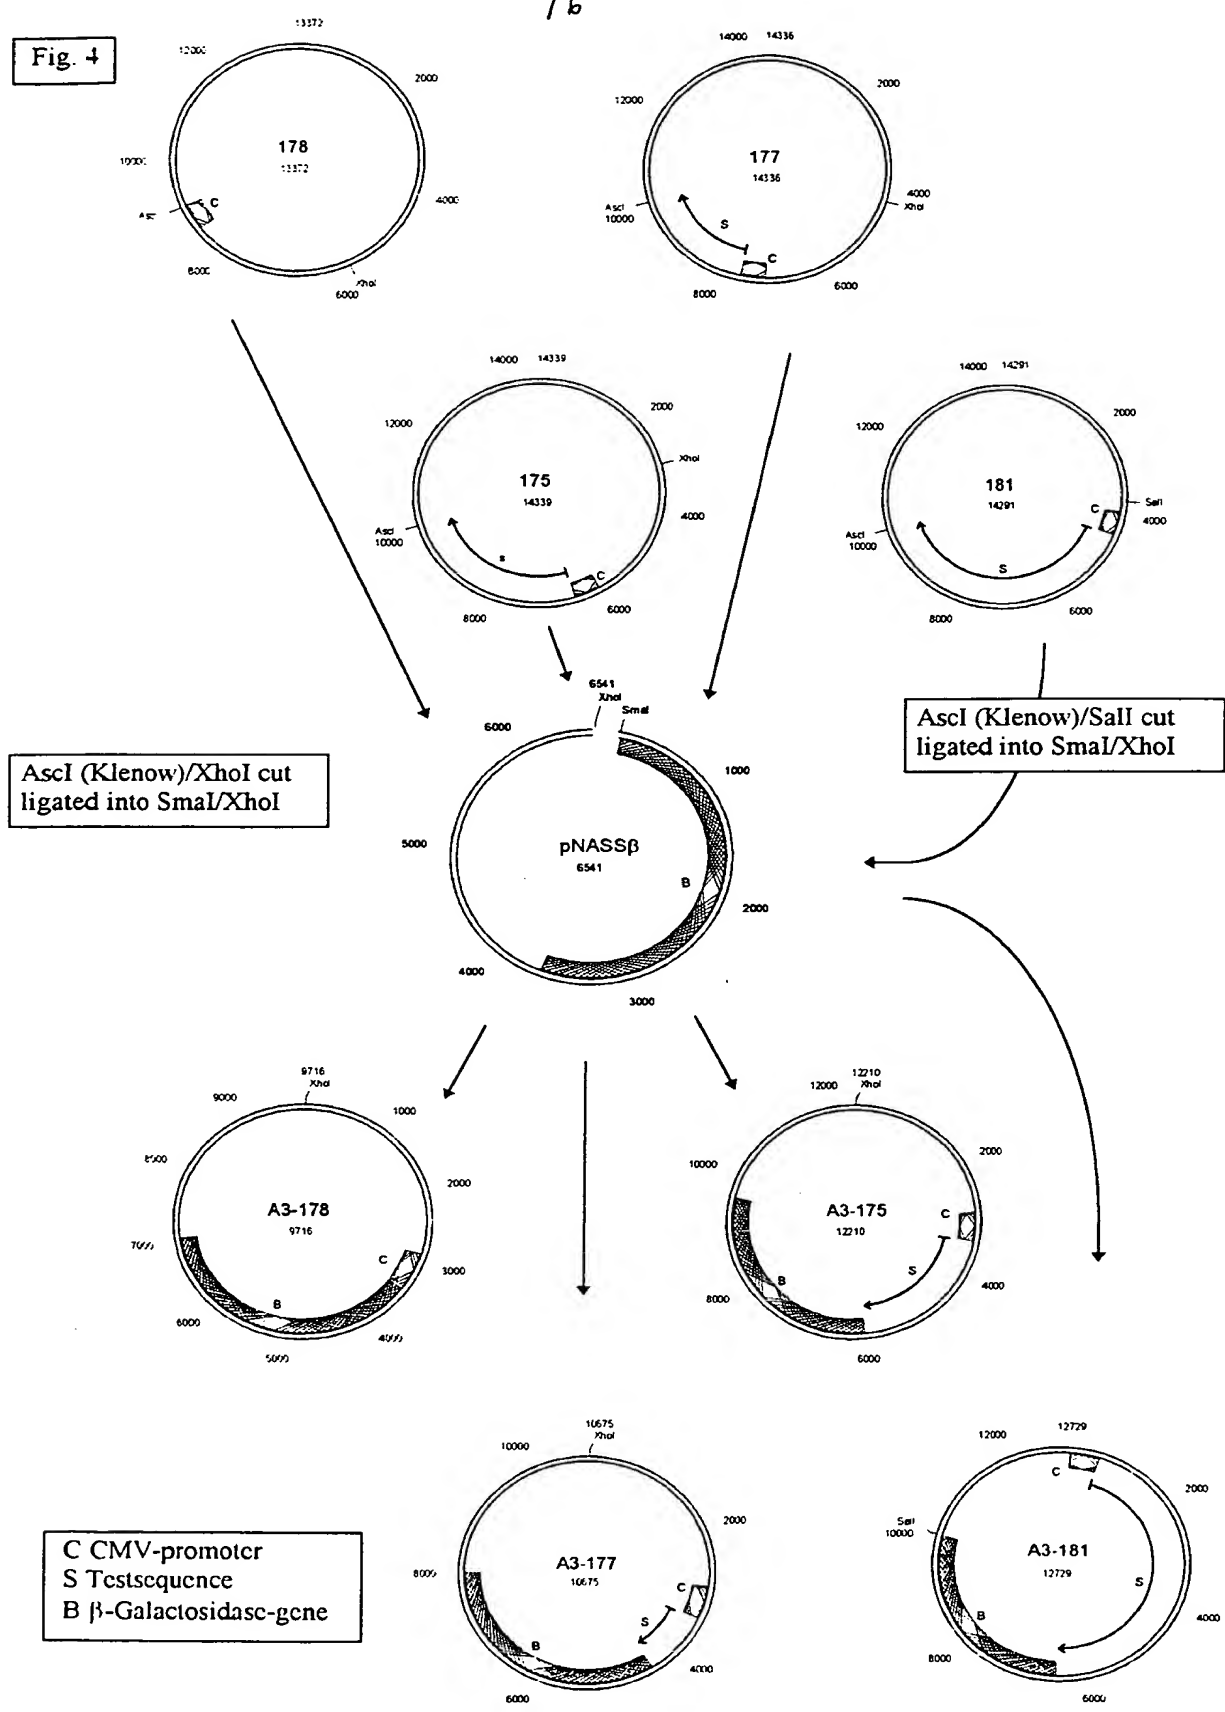 16
Fig. 4
13372
12000
2000
178
13372
10000
C
4000
8000
XhoI
6000
14000 14336
2000
12000
177
14336
AscI
10000
4000
XhoI
S
C
8000
6000
14000 14339
2000
12000
XhoI
175
14339
AscI
10000
4000
s
C
8000
6000
14000 14291
2000
12000
181
14291
C
SalI
4000
AscI
10000
S
8000
6000
AscI (Klenow)/XhoI cut
ligated into SmaI/XhoI
AscI (Klenow)/SalI cut
ligated into SmaI/XhoI
6541
XhoI
SmaI
6000
1000
5000
pNASSβ
6541
B
2000
4000
3000
9716
XhoI
9000
1000
8000
2000
A3-178
9716
7000
C
3000
B
6000
4000
5000
12210
12000
XhoI
10000
2000
A3-175
12210
C
S
B
8000
4000
6000
10675
XhoI
10000
2000
A3-177
10675
8000
C
S
B
4000
6000
12000
12729
C
2000
SalI
10000
A3-181
12729
S
B
4000
8000
6000
C CMV-promoter
S Testsequence
B β-Galactosidase-gene